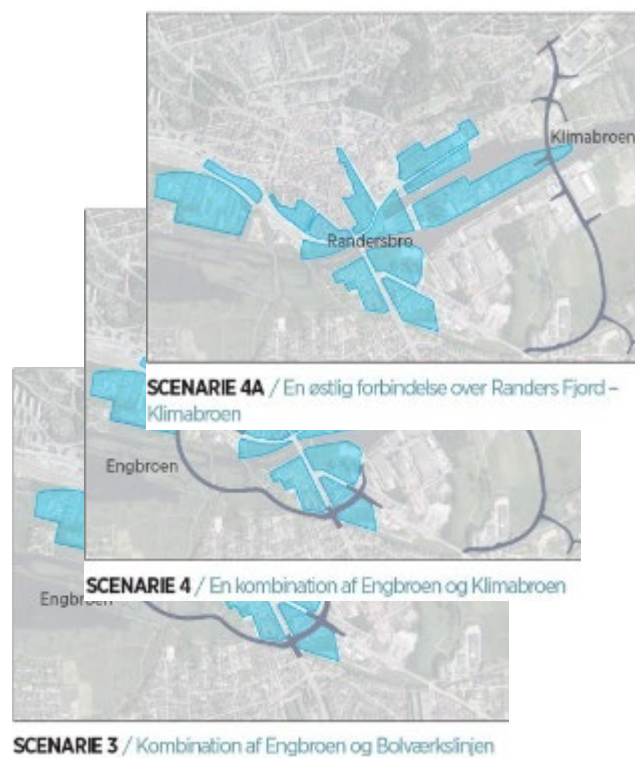 Klimabroen
Randersbro
SCENARIE 4A / En østlig forbindelse over Randers Fjord –
Klimabroen
Engbroen
SCENARIE 4 / En kombination af Engbroen og Klimabroen
Engbroen
SCENARIE 3 / Kombination af Engbroen og Bolværkslinjen